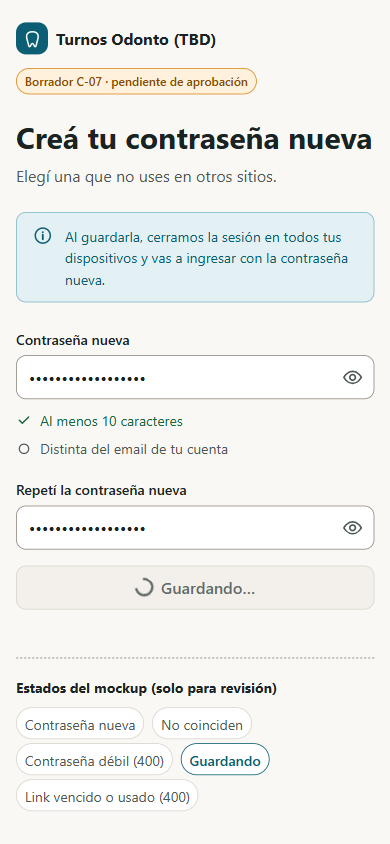 Turnos Odonto (TBD)
Borrador C-07 · pendiente de aprobación
Creá tu contraseña nueva
Elegí una que no uses en otros sitios.
Al guardarla, cerramos la sesión en todos tus
dispositivos y vas a ingresar con la contraseña
nueva.
Contraseña nueva
••••••••••••••••••
Al menos 10 caracteres
Distinta del email de tu cuenta
Repetí la contraseña nueva
••••••••••••••••••
Guardando...
Estados del mockup (solo para revisión)
Contraseña nueva
No coinciden
Contraseña débil (400)
Guardando
Link vencido o usado (400)